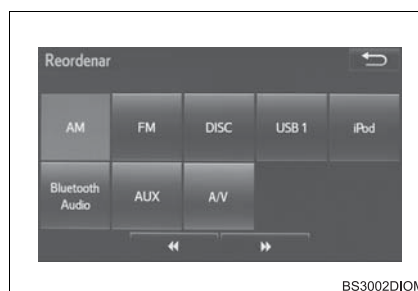 Reordenar
AM FM DISC USB 1 iPod
Bluetooth
Audio
AUX A/V
BS3002DIOM